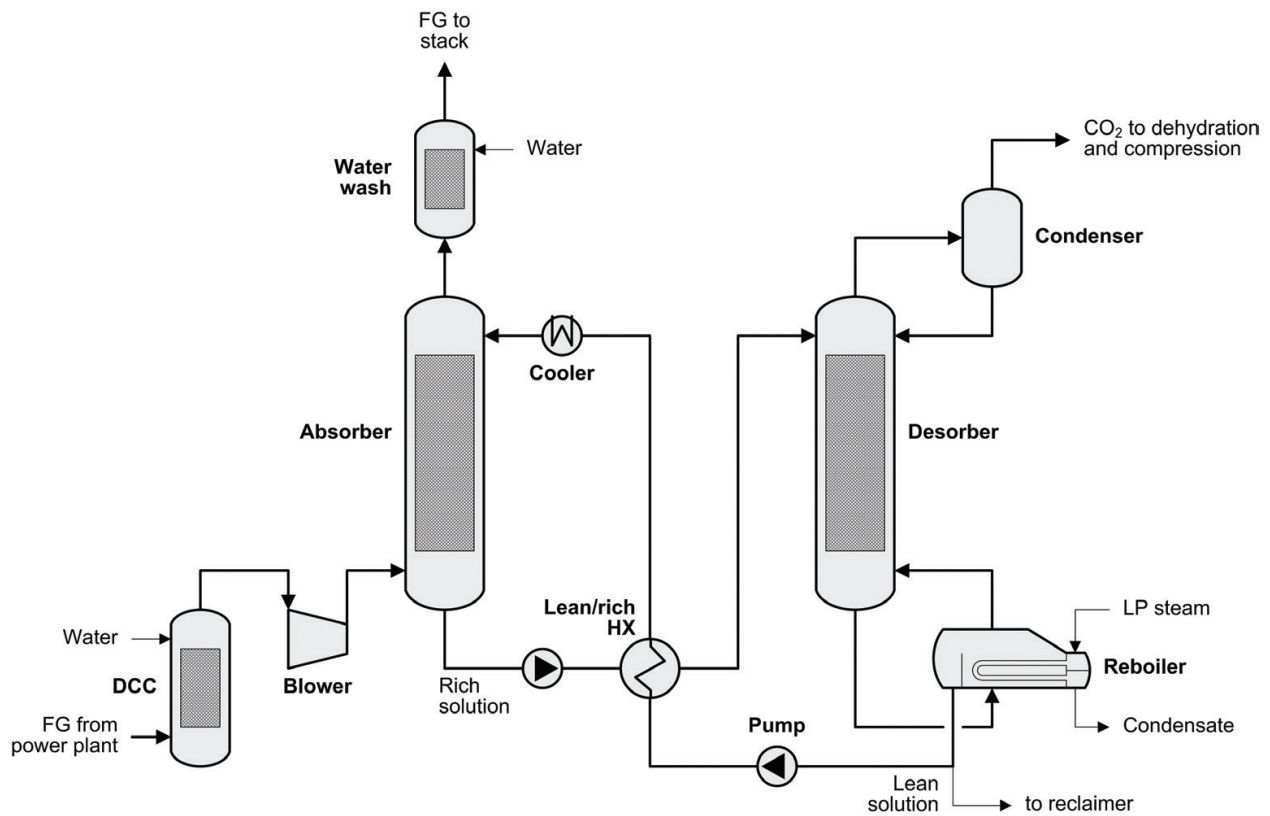 FG to
stack
Water
wash
Water
CO₂ to dehydration
and compression
Condenser
Cooler
Absorber
Desorber
Lean/rich
HX
LP steam
Water
DCC
Blower
Rich
solution
Reboiler
FG from
power plant
Pump
Condensate
Lean
solution
to reclaimer